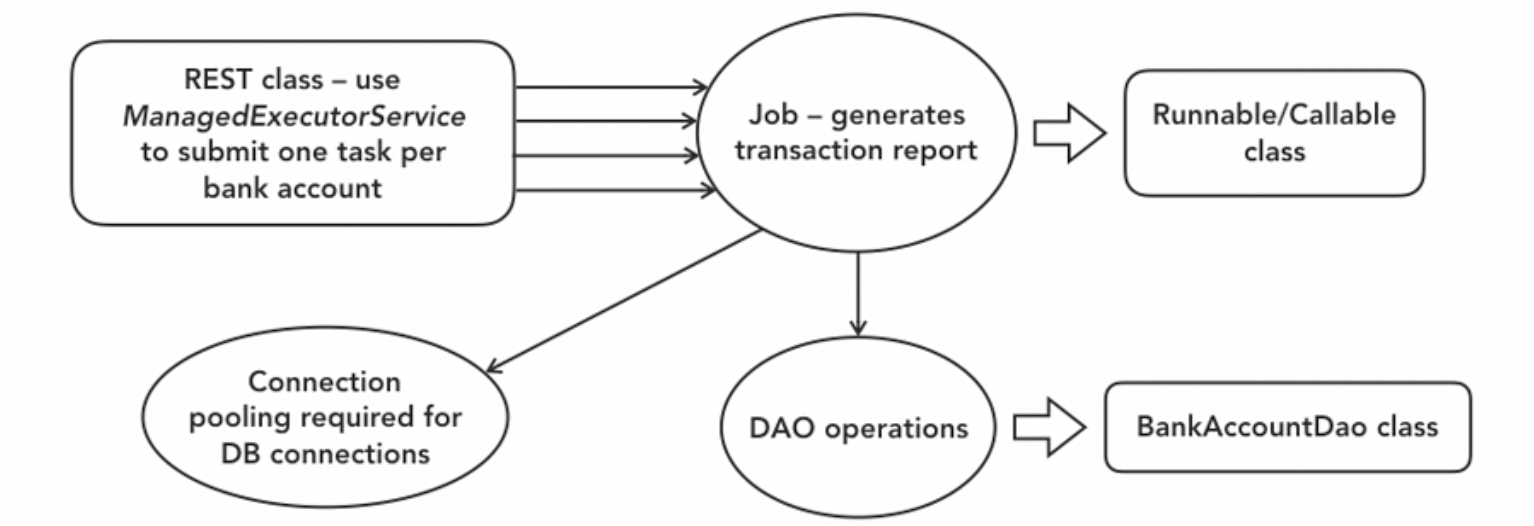 REST class – use
ManagedExecutorService
to submit one task per
bank account
Job – generates
transaction report
Runnable/Callable
class
Connection
pooling required for
DB connections
DAO operations
BankAccountDao class